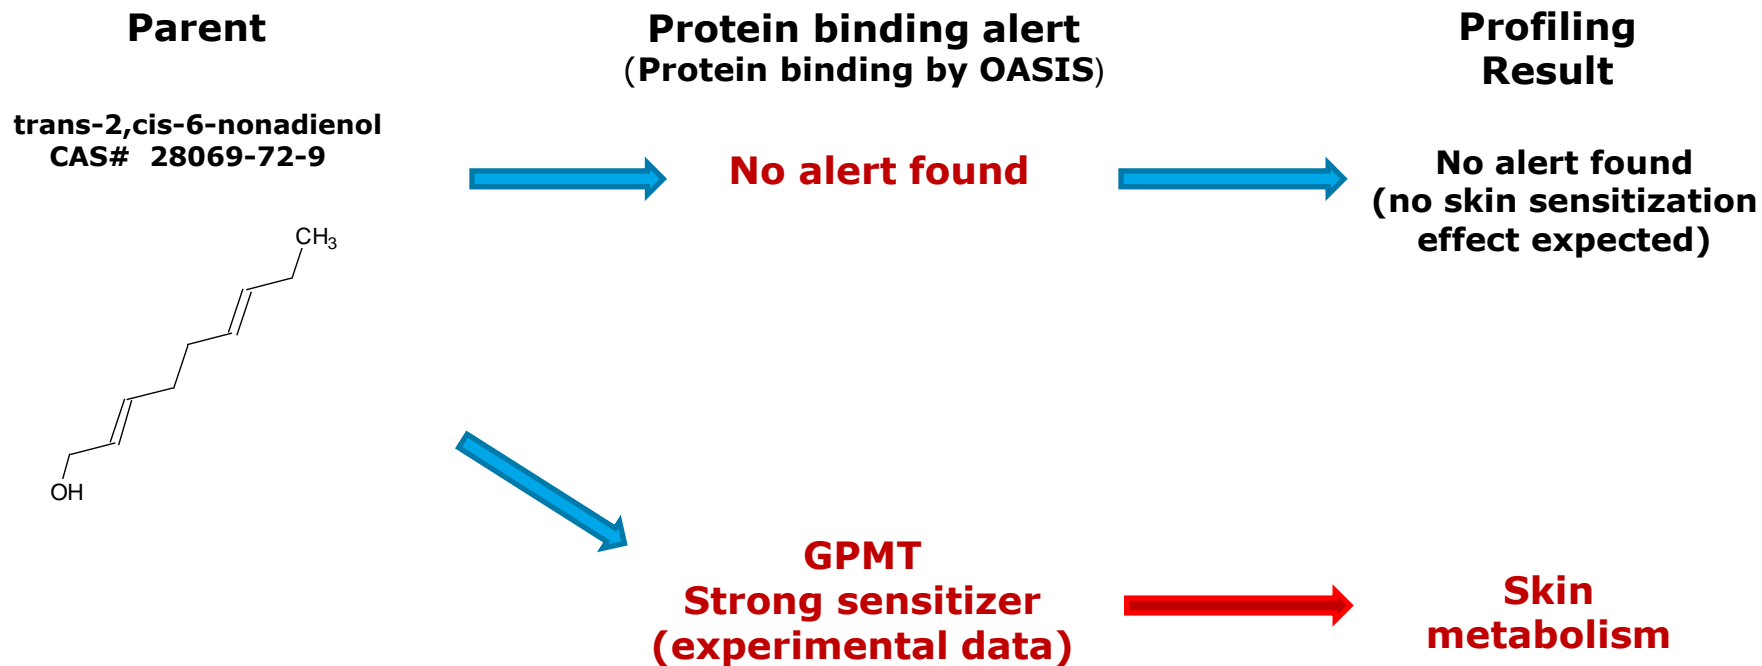 Parent
Protein binding alert
(Protein binding by OASIS)
Profiling
Result
trans-2,cis-6-nonadienol
CAS# 28069-72-9
No alert found
No alert found
(no skin sensitization
effect expected)
CH3
OH
GPMT
Strong sensitizer
(experimental data)
Skin
metabolism